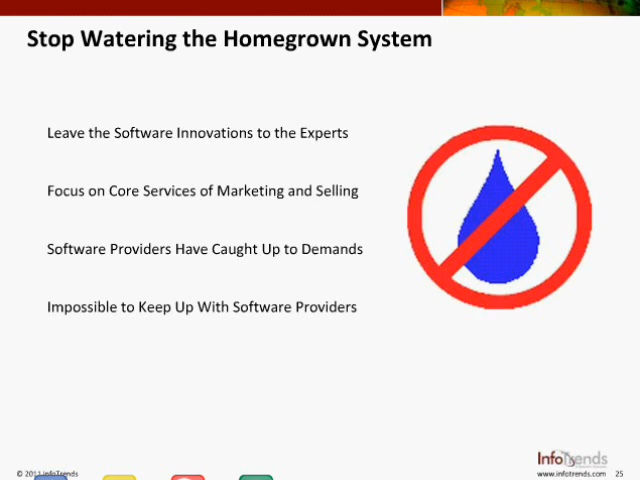 Stop Watering the Homegrown System
Leave the Software Innovations to the Experts
Focus on Core Services of Marketing and Selling
Software Providers Have Caught Up to Demands
Impossible to Keep Up With Software Providers
InfoTrends
© 2011 InfoTrends
www.infotrends.com 25